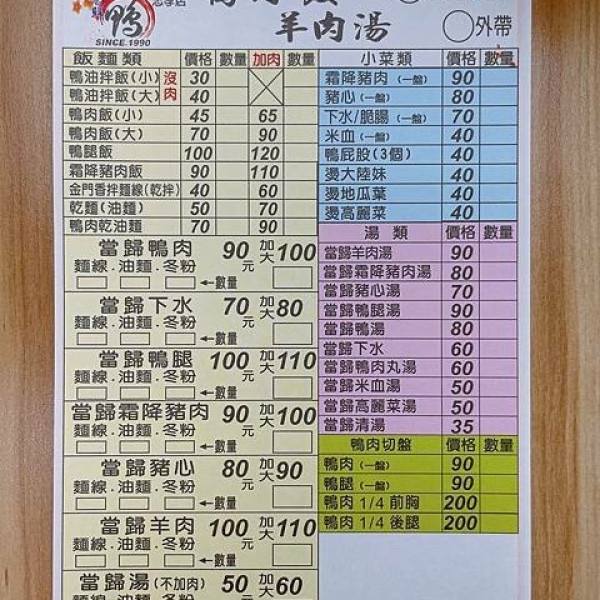 忠孝店
鴨
SINCE.1990
羊肉湯
外帶
飯麵類 價格 數量 加肉 數量
鴨油拌飯(小) 沒肉 30
鴨油拌飯(大) 40
鴨肉飯(小) 45 65
鴨肉飯(大) 70 90
鴨腿飯 100 120
霜降豬肉飯 90 110
金門香拌麵線(乾拌) 40 60
乾麵(油麵) 50 70
鴨肉乾油麵 70 90
當歸鴨肉 90元 加大100
麵線.油麵.冬粉
←數量
當歸下水 70元 加大80
麵線.油麵.冬粉
←數量
當歸鴨腿 100元 加大110
麵線.油麵.冬粉
←數量
當歸霜降豬肉 90元 加大100
麵線.油麵.冬粉
←數量
當歸豬心 80元 加大90
麵線.油麵.冬粉
←數量
當歸羊肉 100元 加大110
麵線.油麵.冬粉
←數量
當歸湯(不加肉) 50元 加大60
麵線.油麵.冬粉
小菜類 價格 數量
霜降豬肉(一盤) 90
豬心(一盤) 80
下水/脆腸(一盤) 70
米血(一盤) 40
鴨屁股(3個) 40
燙大陸妹 40
燙地瓜葉 40
燙高麗菜 40
湯類 價格 數量
當歸羊肉湯 90
當歸霜降豬肉湯 80
當歸豬心湯 70
當歸鴨腿湯 90
當歸鴨湯 80
當歸下水 60
當歸鴨肉丸湯 60
當歸米血湯 50
當歸高麗菜湯 50
當歸清湯 35
鴨肉切盤 價格 數量
鴨肉(一盤) 90
鴨腿(一盤) 90
鴨肉 1/4 前胸 200
鴨肉 1/4 後腿 200